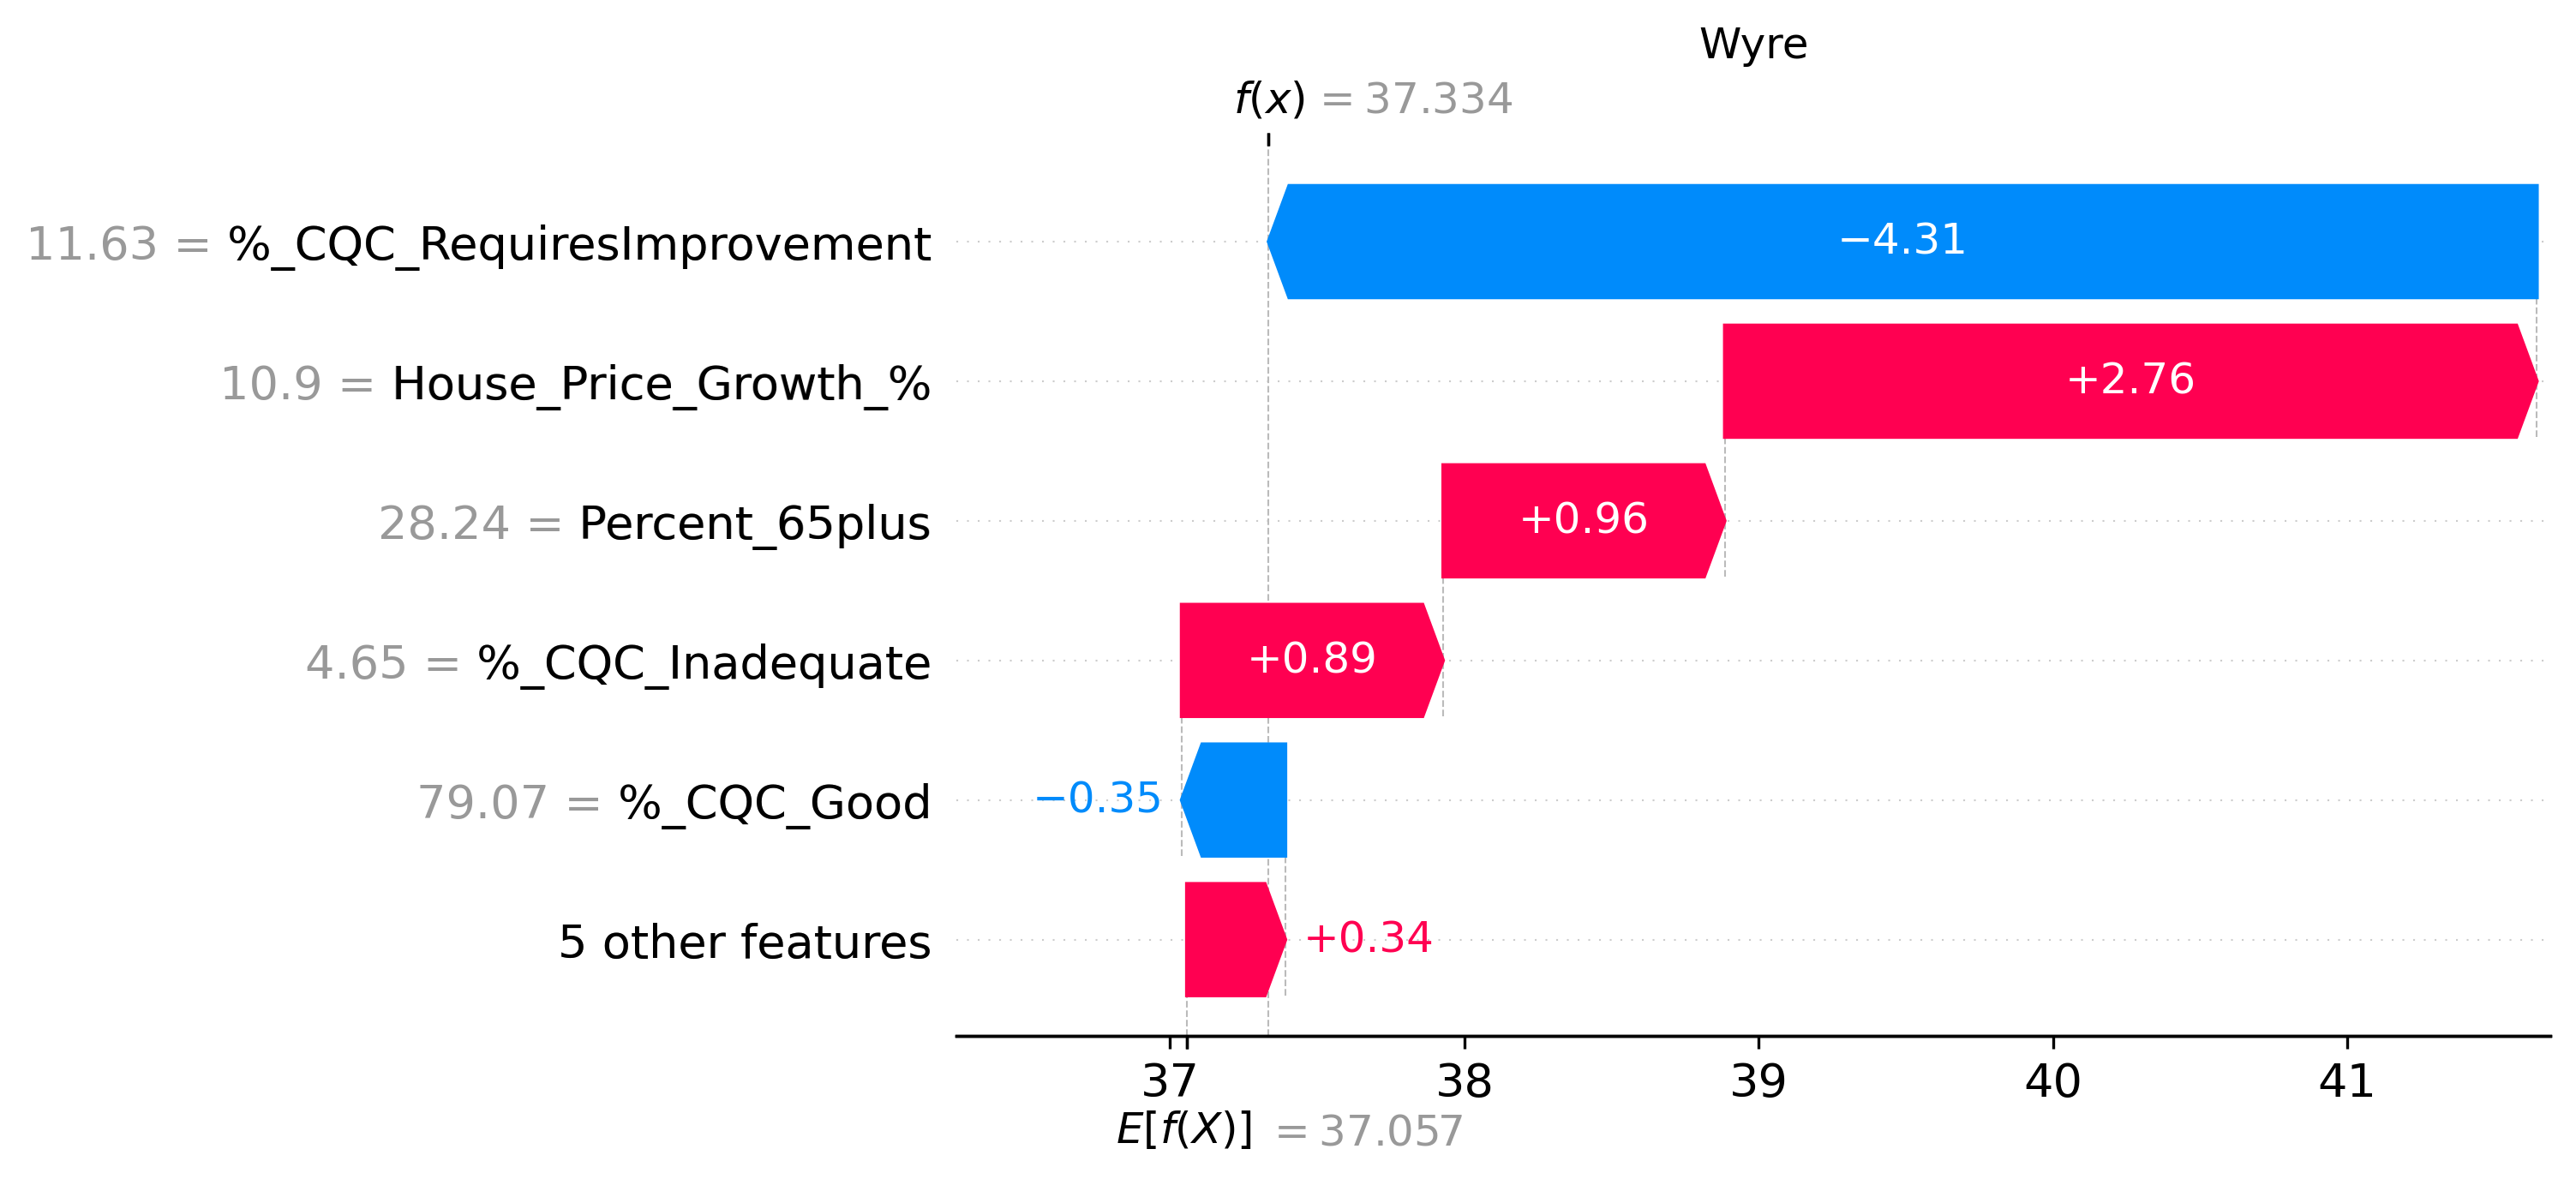 Wyre
f(x) = 37.334
11.63 = %_CQC_RequiresImprovement
−4.31
10.9 = House_Price_Growth_%
+2.76
28.24 = Percent_65plus
+0.96
4.65 = %_CQC_Inadequate
+0.89
79.07 = %_CQC_Good
−0.35
5 other features
+0.34
37 38 39 40 41
E[f(X)] = 37.057